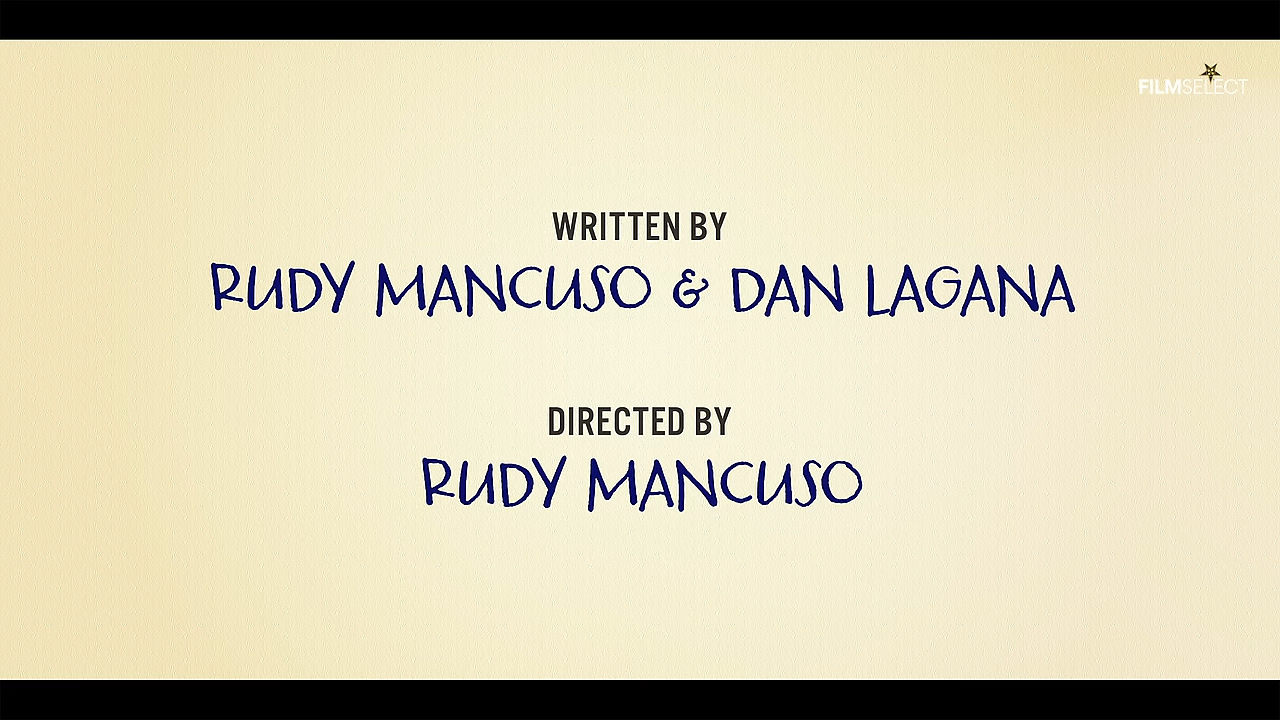 FILMSELECT
WRITTEN BY
RUDY MANCUSO & DAN LAGANA
DIRECTED BY
RUDY MANCUSO